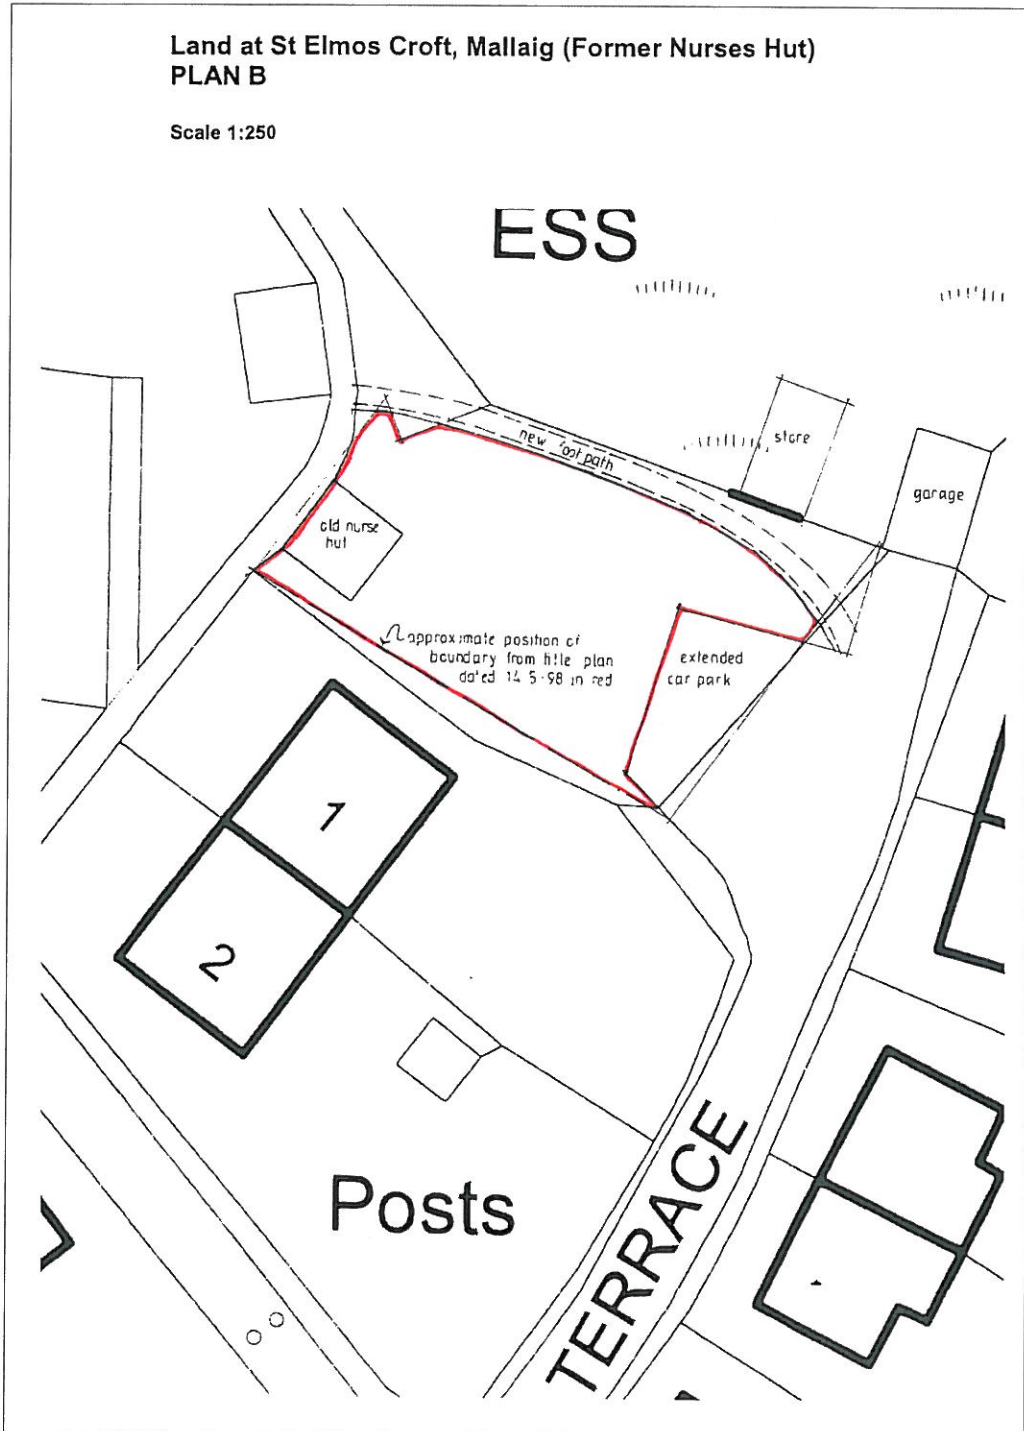 Land at St Elmos Croft, Mallaig (Former Nurses Hut)
PLAN B
Scale 1:250
ESS
new foot path
store
garage
old nurse
hut
approximate position of
boundary from title plan
dated 14·5·98 in red
extended
car park
1
2
Posts
TERRACE